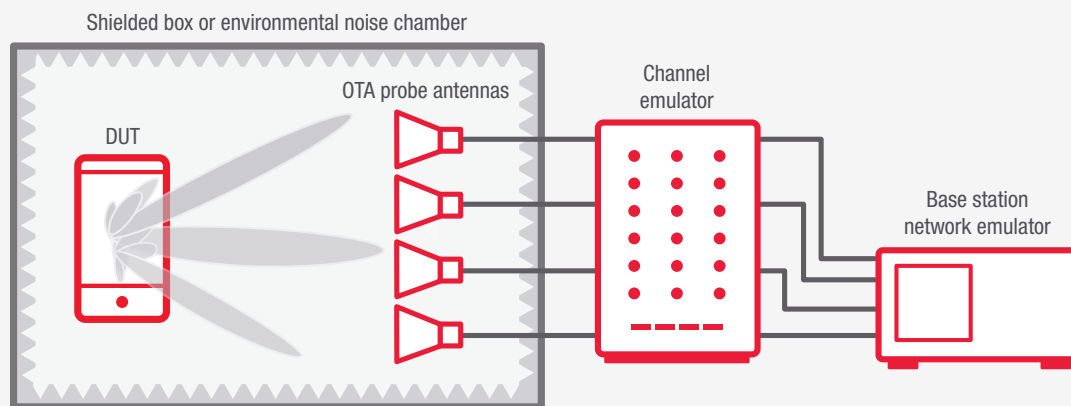 Shielded box or environmental noise chamber
OTA probe antennas
DUT
Channel
emulator
Base station
network emulator